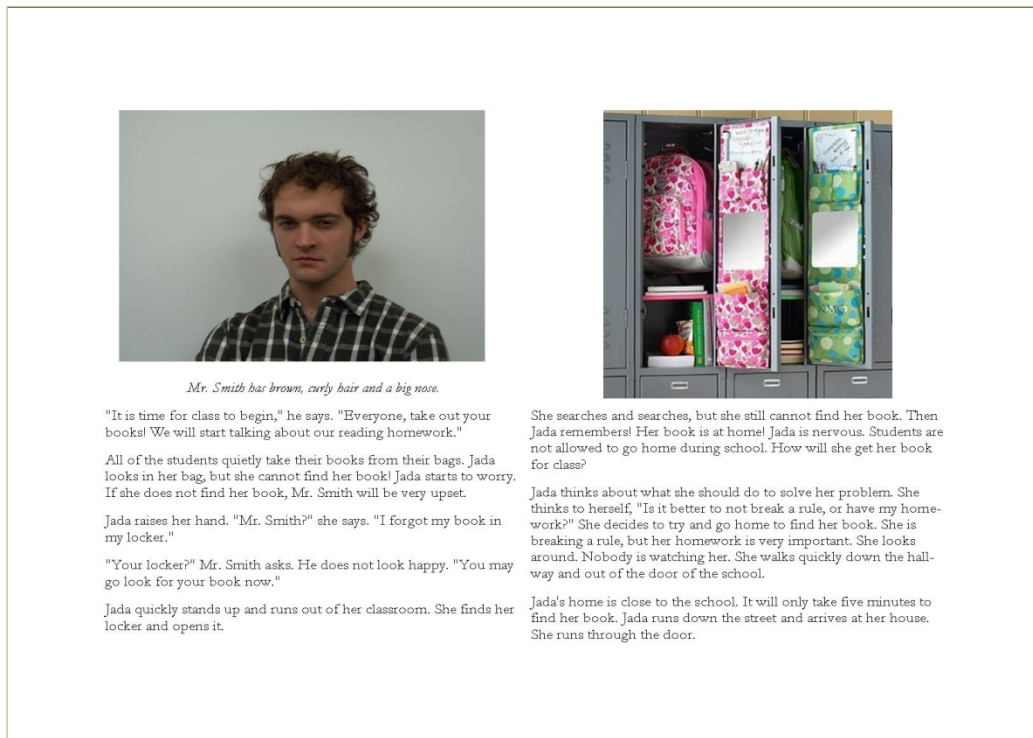 Mr. Smith has brown, curly hair and a big nose.
"It is time for class to begin," he says. "Everyone, take out your
books! We will start talking about our reading homework."
All of the students quietly take their books from their bags. Jada
looks in her bag, but she cannot find her book! Jada starts to worry.
If she does not find her book, Mr. Smith will be very upset.
Jada raises her hand. "Mr. Smith?" she says. "I forgot my book in
my locker."
"Your locker?" Mr. Smith asks. He does not look happy. "You may
go look for your book now."
Jada quickly stands up and runs out of her classroom. She finds her
locker and opens it.
She searches and searches, but she still cannot find her book. Then
Jada remembers! Her book is at home! Jada is nervous. Students are
not allowed to go home during school. How will she get her book
for class?
Jada thinks about what she should do to solve her problem. She
thinks to herself, "Is it better to not break a rule, or have my home-
work?" She decides to try and go home to find her book. She is
breaking a rule, but her homework is very important. She looks
around. Nobody is watching her. She walks quickly down the hall-
way and out of the door of the school.
Jada's home is close to the school. It will only take five minutes to
find her book. Jada runs down the street and arrives at her house.
She runs through the door.